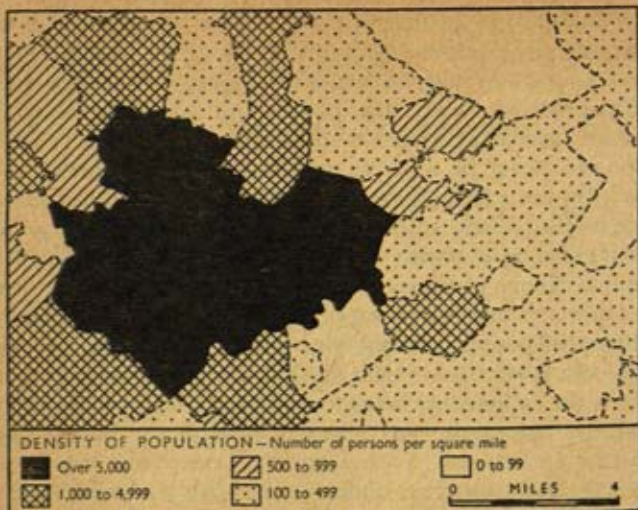 DENSITY OF POPULATION—Number of persons per square mile
Over 5,000
500 to 999
0 to 99
1,000 to 4,999
100 to 499
0 MILES 4